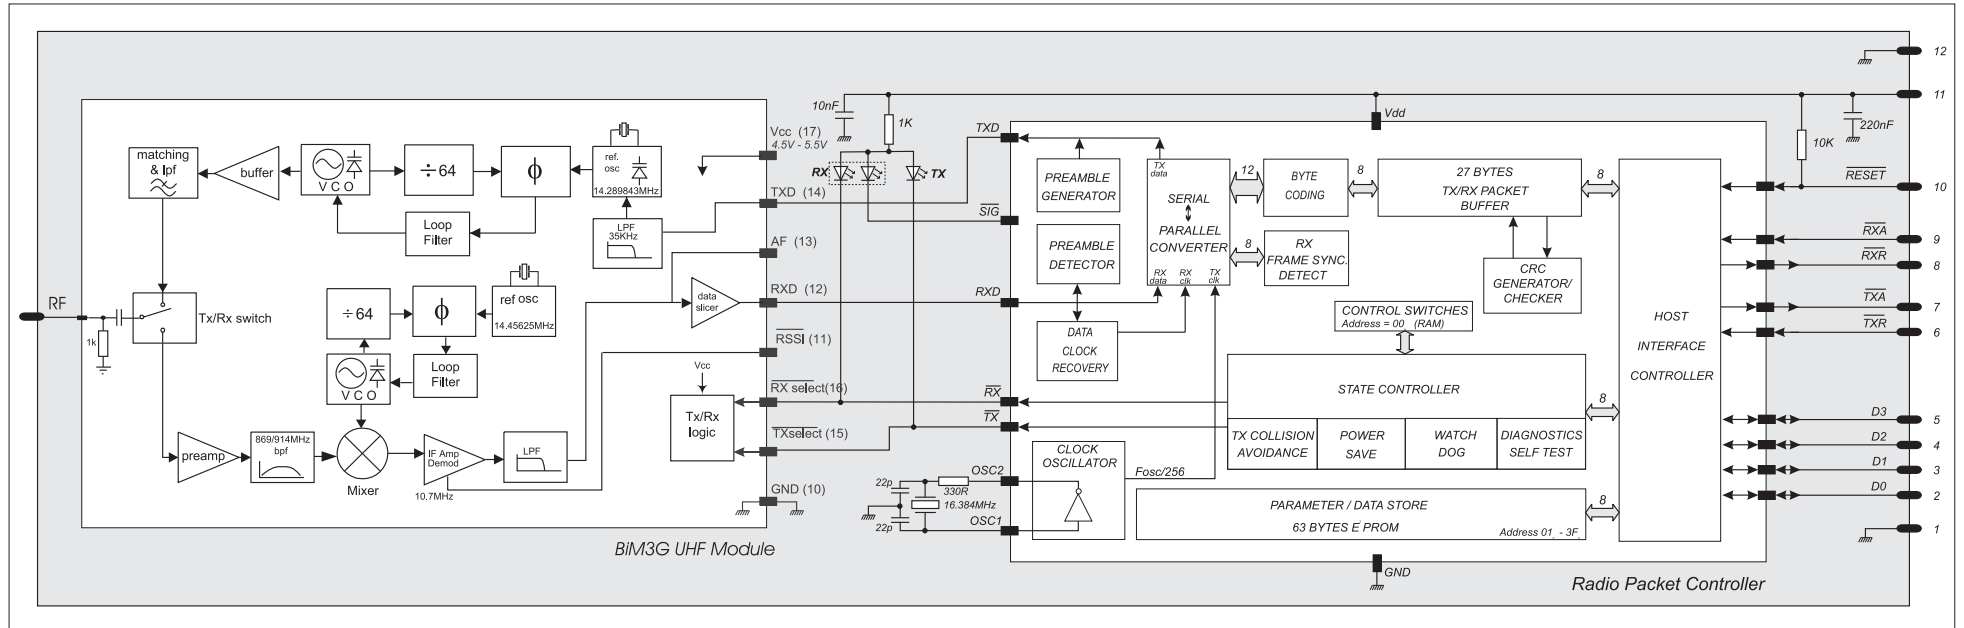 RF
1k
matching
& lpf
buffer
V C O
÷64
ϕ
ref.
osc
14.289843MHz
Loop
Filter
LPF
35KHz
Tx/Rx switch
÷64
ϕ
ref osc
14.45625MHz
V C O
Loop
Filter
data
slicer
preamp
869/914MHz
bpf
Mixer
IF Amp
Demod
10.7MHz
LPF
Vcc
Tx/Rx
logic
Vcc (17)
4.5V - 5.5V
TXD (14)
AF (13)
RXD (12)
RSSI (11)
RX select(16)
TXselect (15)
GND (10)
BiM3G UHF Module
10nF
1K
RX
TX
22p
22p
330R
16.384MHz
TXD
SIG
RXD
RX
TX
OSC2
OSC1
Vdd
PREAMBLE
GENERATOR
PREAMBLE
DETECTOR
DATA
CLOCK
RECOVERY
TX
data
SERIAL
PARALLEL
CONVERTER
RX
data
RX
clk
TX
clk
12
BYTE
CODING
8
27 BYTES
TX/RX PACKET
BUFFER
8
8
RX
FRAME SYNC.
DETECT
CRC
GENERATOR/
CHECKER
CONTROL SWITCHES
Address = 00 (RAM)
STATE CONTROLLER
8
TX COLLISION
AVOIDANCE
POWER
SAVE
WATCH
DOG
DIAGNOSTICS
SELF TEST
CLOCK
OSCILLATOR
Fosc/256
PARAMETER / DATA STORE
63 BYTES E PROM
Address 01 - 3F
8
HOST
INTERFACE
CONTROLLER
GND
Radio Packet Controller
10K
220nF
12
11
RESET
10
RXA
9
RXR
8
TXA
7
TXR
6
D3
5
D2
4
D1
3
D0
2
1